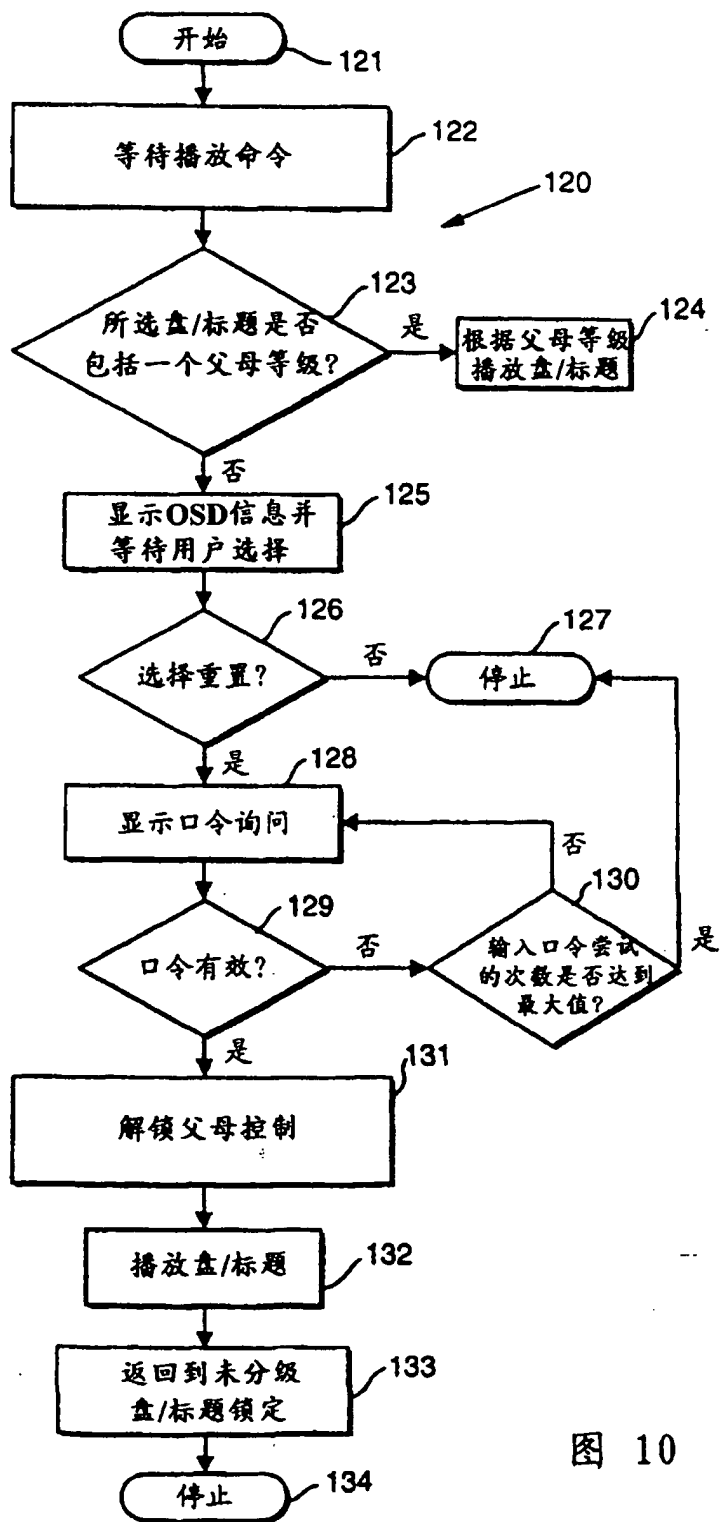 开始
121
等待播放命令
122
120
所选盘/标题是否
包括一个父母等级?
123
是
根据父母等级
播放盘/标题
124
否
显示OSD信息并
等待用户选择
125
选择重置?
126
否
停止
127
是
显示口令询问
128
口令有效?
129
否
输入口令尝试
的次数是否达到
最大值?
130
否
是
是
解锁父母控制
131
播放盘/标题
132
返回到未分级
盘/标题锁定
133
停止
134
图 10